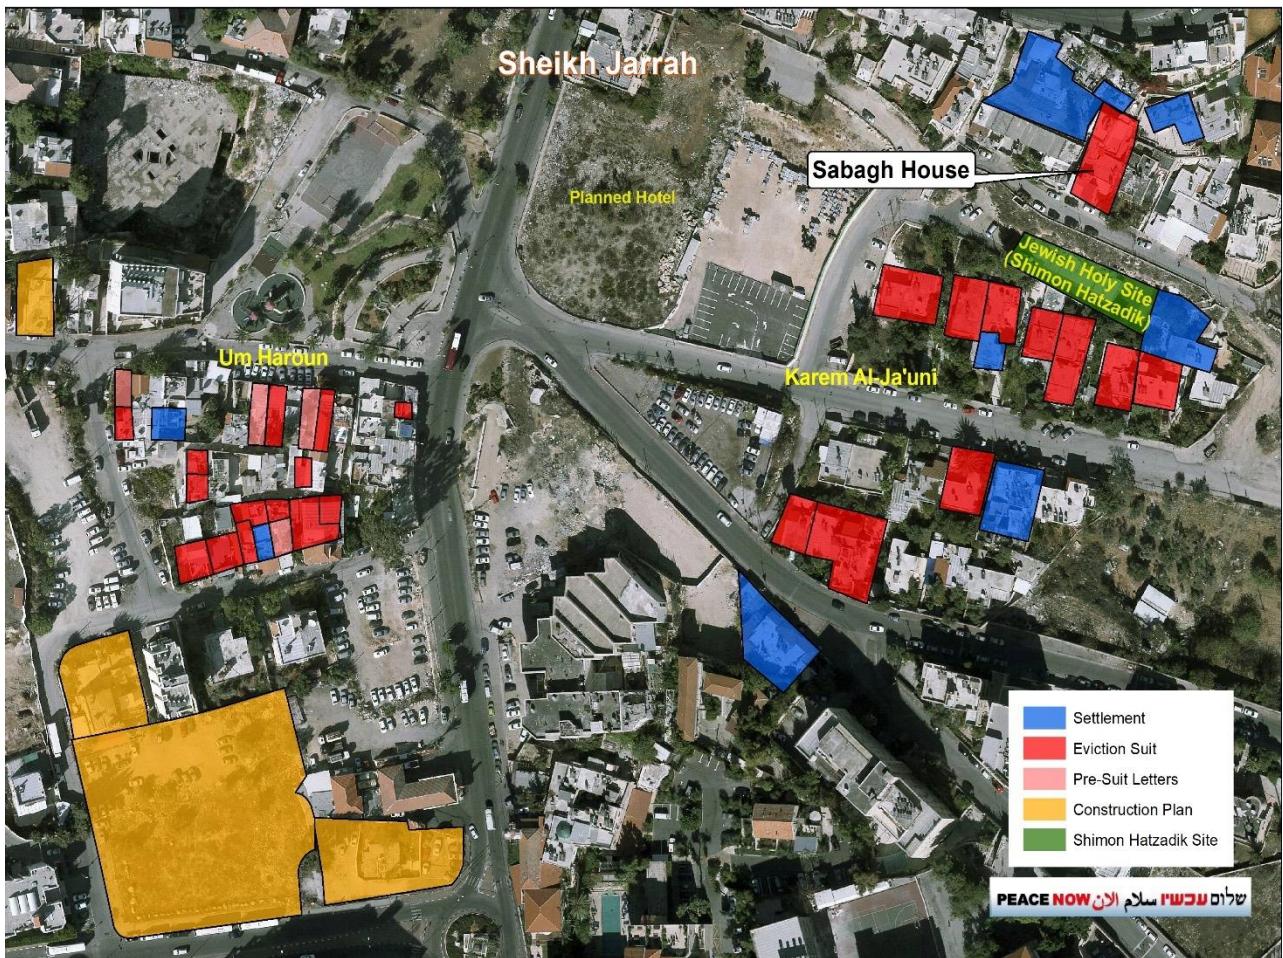 Sheikh Jarrah
Planned Hotel
Sabagh House
Jewish Holy Site
(Shimon Hatzadik)
Um Haroun
Karem Al-Ja'uni
Settlement
Eviction Suit
Pre-Suit Letters
Construction Plan
Shimon Hatzadik Site
PEACE NOW سلام الان שלום עכשיו